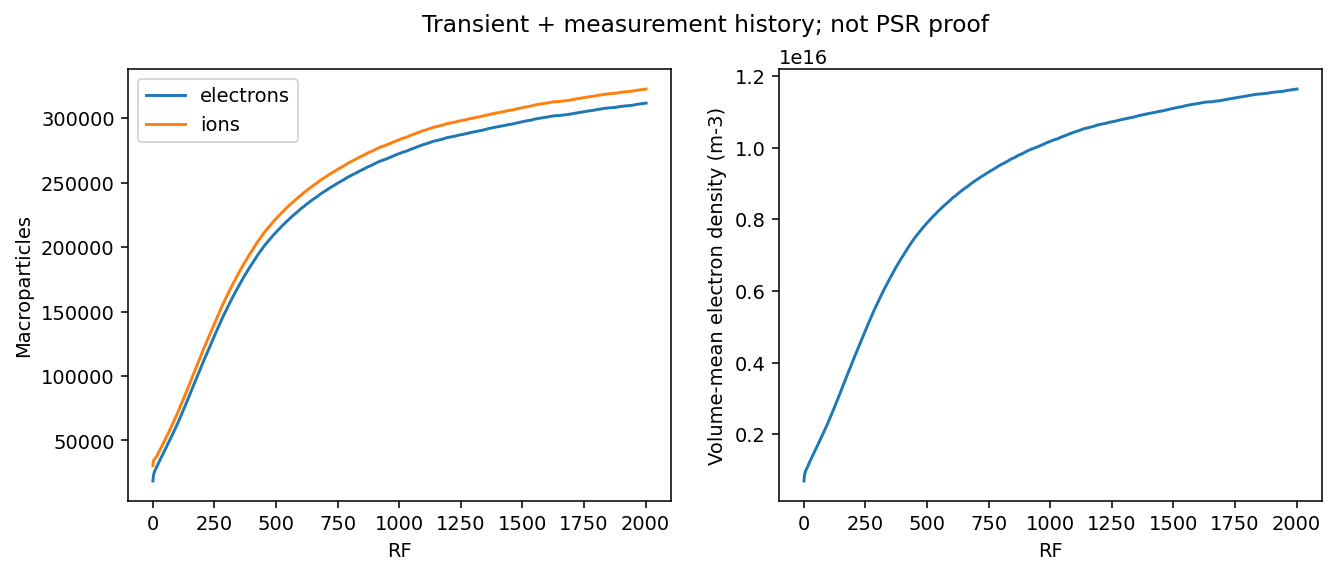 Transient + measurement history; not PSR proof
electrons
ions
Macroparticles
300000
250000
200000
150000
100000
50000
0 250 500 750 1000 1250 1500 1750 2000
RF
1e16
Volume-mean electron density (m-3)
1.2
1.0
0.8
0.6
0.4
0.2
0 250 500 750 1000 1250 1500 1750 2000
RF